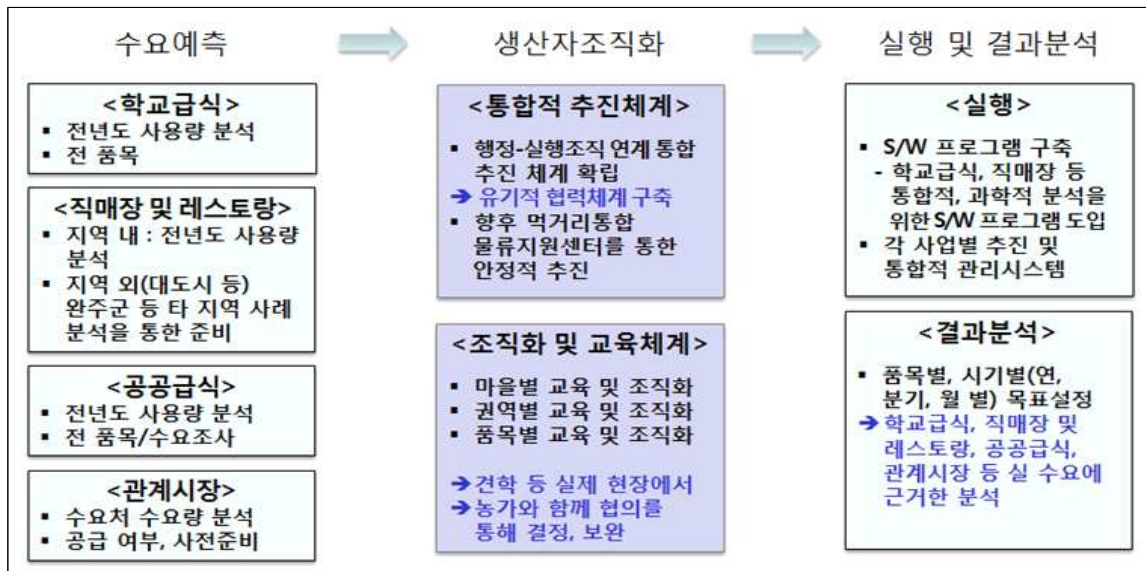 수요예측
생산자조직화
실행 및 결과분석
<학교급식>
▪ 전년도 사용량 분석
▪ 전 품목
<직매장 및 레스토랑>
▪ 지역 내 : 전년도 사용량
분석
▪ 지역 외(대도시 등)
완주군 등 타 지역 사례
분석을 통한 준비
<공공급식>
▪ 전년도 사용량 분석
▪ 전 품목/수요조사
<관계시장>
▪ 수요처 수요량 분석
▪ 공급 여부, 사전준비
<통합적 추진체계>
▪ 행정-실행조직 연계 통합
추진 체계 확립
➔ 유기적 협력체계 구축
▪ 향후 먹거리통합
물류지원센터를 통한
안정적 추진
<조직화 및 교육체계>
▪ 마을별 교육 및 조직화
▪ 권역별 교육 및 조직화
▪ 품목별 교육 및 조직화
➔ 견학 등 실제 현장에서
➔ 농가와 함께 협의를
통해 결정, 보완
<실행>
▪ S/W 프로그램 구축
- 학교급식, 직매장 등
통합적, 과학적 분석을
위한 S/W 프로그램 도입
▪ 각 사업별 추진 및
통합적 관리시스템
<결과분석>
▪ 품목별, 시기별(연,
분기, 월 별) 목표설정
➔ 학교급식, 직매장 및
레스토랑, 공공급식,
관계시장 등 실 수요에
근거한 분석